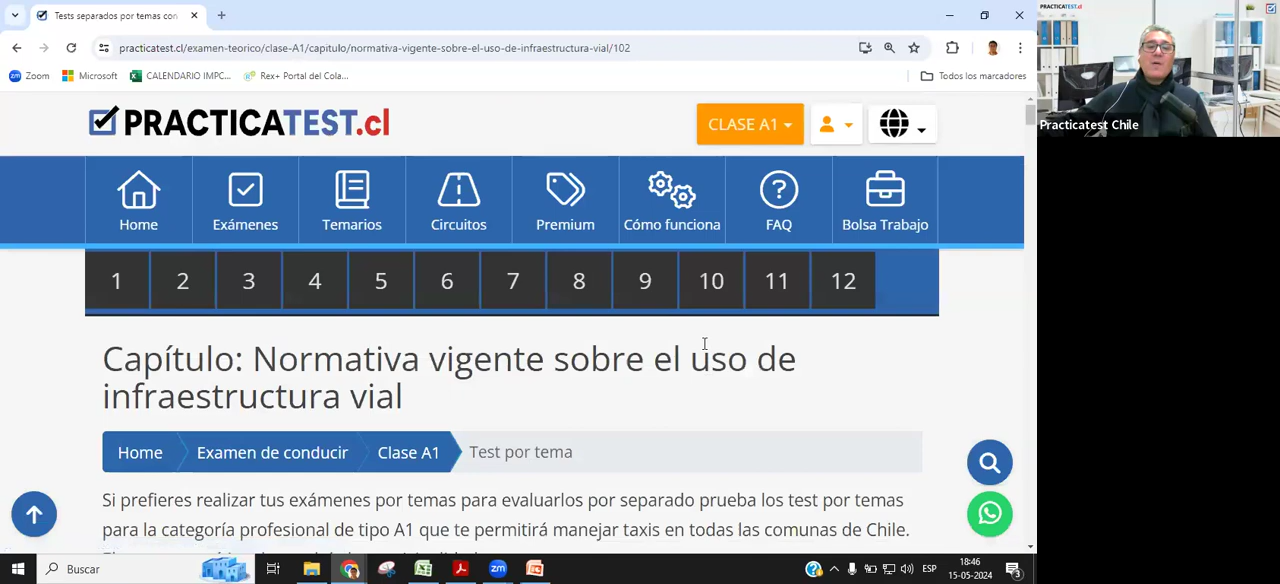 Tests separados por temas con
practicatest.cl/examen-teorico/clase-A1/capitulo/normativa-vigente-sobre-el-uso-de-infraestructura-vial/102
Zoom
Microsoft
CALENDARIO IMPC...
Rex+ Portal del Cola...
Todos los marcadores
PRACTICATEST.cl
Practicatest Chile
PRACTICATEST.cl
CLASE A1
Home
Exámenes
Temarios
Circuitos
Premium
Cómo funciona
FAQ
Bolsa Trabajo
1 2 3 4 5 6 7 8 9 10 11 12
Capítulo: Normativa vigente sobre el uso de
infraestructura vial
Home Examen de conducir Clase A1 Test por tema
Si prefieres realizar tus exámenes por temas para evaluarlos por separado prueba los test por temas
para la categoría profesional de tipo A1 que te permitirá manejar taxis en todas las comunas de Chile.
Buscar
ESP
18:46
15-05-2024
3